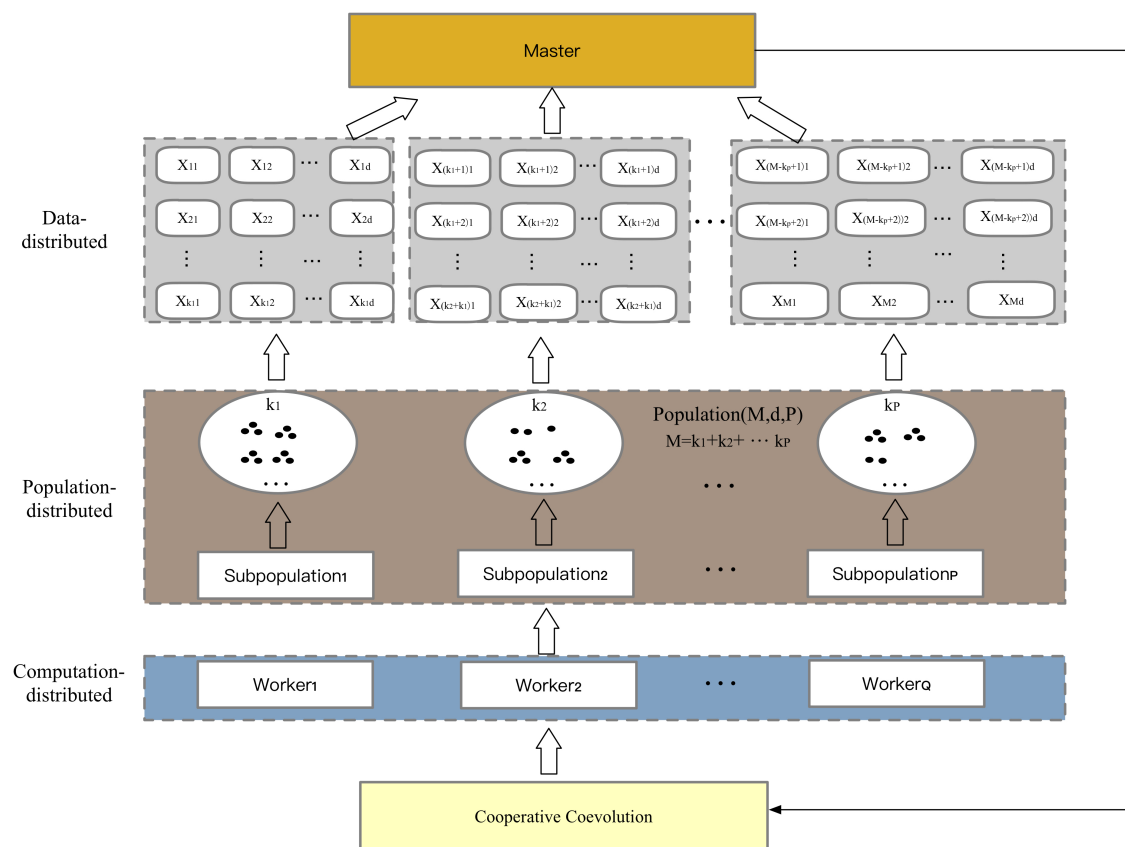 Master
Data-
distributed
X11 X12 ... X1d
X21 X22 ... X2d
⋮ ⋮ ... ⋮
Xk11 Xk12 ... Xk1d
X(k1+1)1 X(k1+1)2 ... X(k1+1)d
X(k1+2)1 X(k1+2)2 ... X(k1+2)d
⋮ ⋮ ... ⋮
X(k2+k1)1 X(k2+k1)2 ... X(k2+k1)d
...
X(M-kp+1)1 X(M-kp+1)2 ... X(M-kp+1)d
X(M-kp+2)1 X(M-kp+2))2 ... X(M-kp+2))d
⋮ ⋮ ... ⋮
XM1 XM2 ... XMd
Population-
distributed
k1
...
k2
...
Population(M,d,P)
M=k1+k2+ ... kP
...
kP
...
Subpopulation1 Subpopulation2 ... SubpopulationP
Computation-
distributed
Worker1 Worker2 ... WorkerQ
Cooperative Coevolution